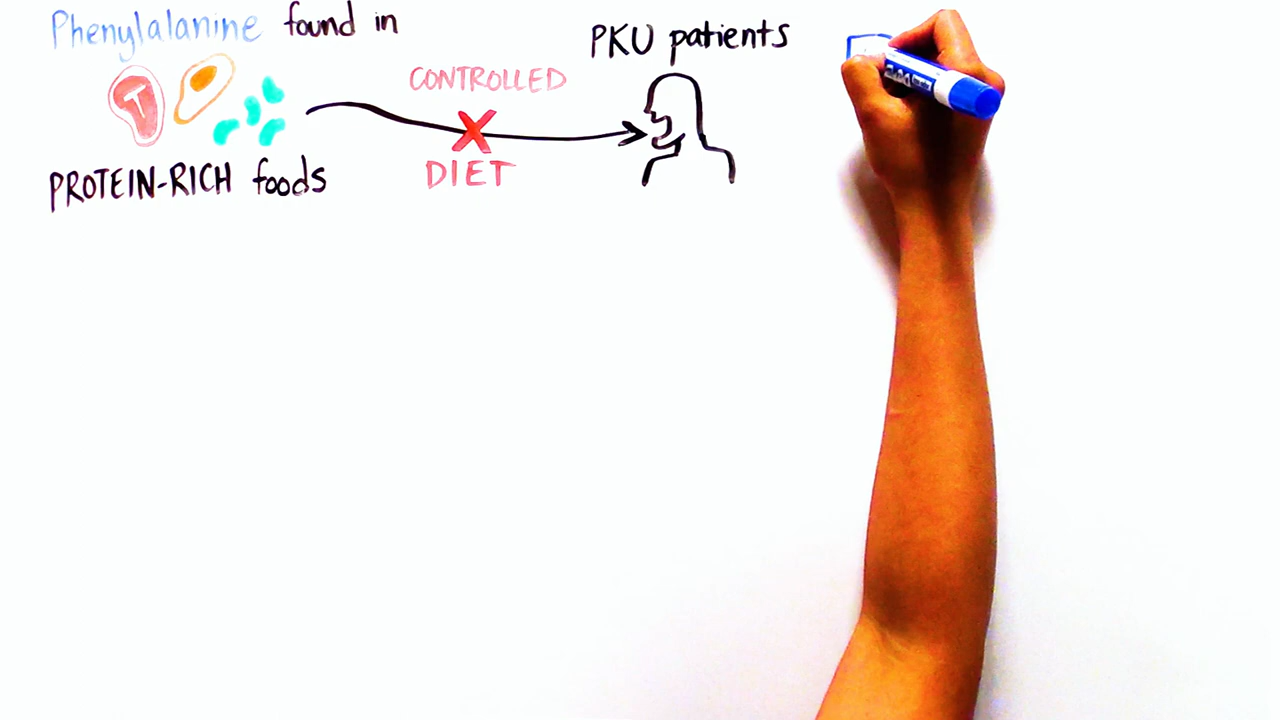 Phenylalanine found in
T
PROTEIN-RICH foods
CONTROLLED
DIET
PKU patients